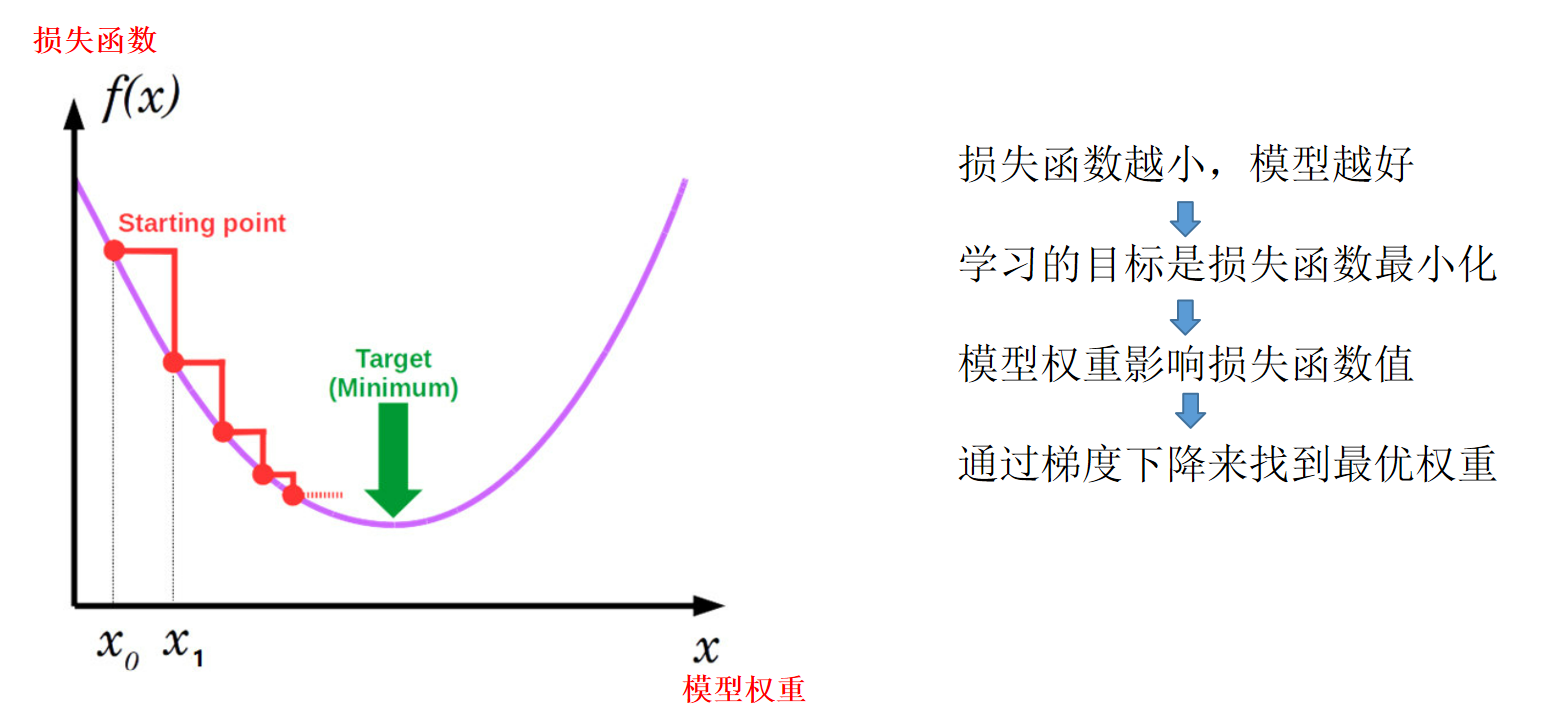 损失函数
f(x)
Starting point
Target
(Minimum)
x₀
x₁
x
模型权重
损失函数越小，模型越好
学习的目标是损失函数最小化
模型权重影响损失函数值
通过梯度下降来找到最优权重